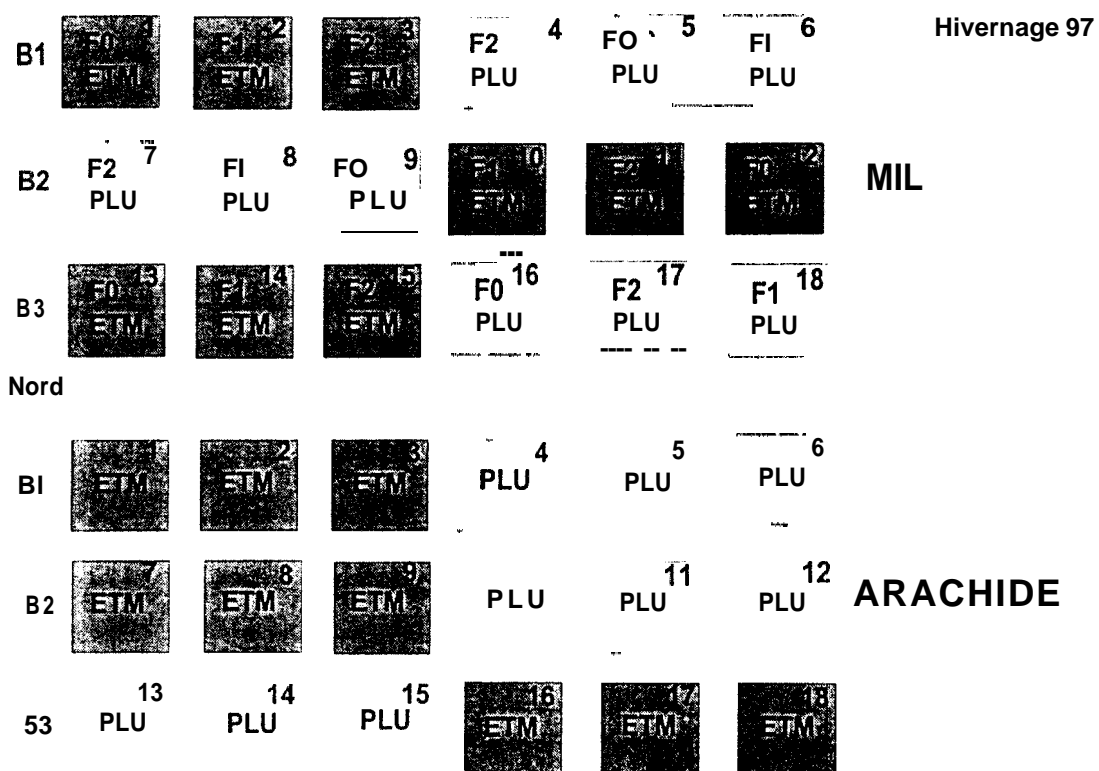 Hivernage 97
B1
F0 1 F1 2 F2 3 F2 4 FO 5 FI 6
ETM ETM ETM PLU PLU PLU
B2
F2 7 FI 8 FO 9 F1 0 F2 1 F0 2
PLU PLU PLU ETM ETM ETM
MIL
B3
F0 13 F1 14 F2 15 F0 16 F2 17 F1 18
ETM ETM ETM PLU PLU PLU
Nord
BI
1 2 3 4 5 6
ETM ETM ETM PLU PLU PLU
B2
7 8 9 11 12
ETM ETM ETM PLU PLU PLU
ARACHIDE
53
13 14 15 16 17 18
PLU PLU PLU ETM ETM ETM